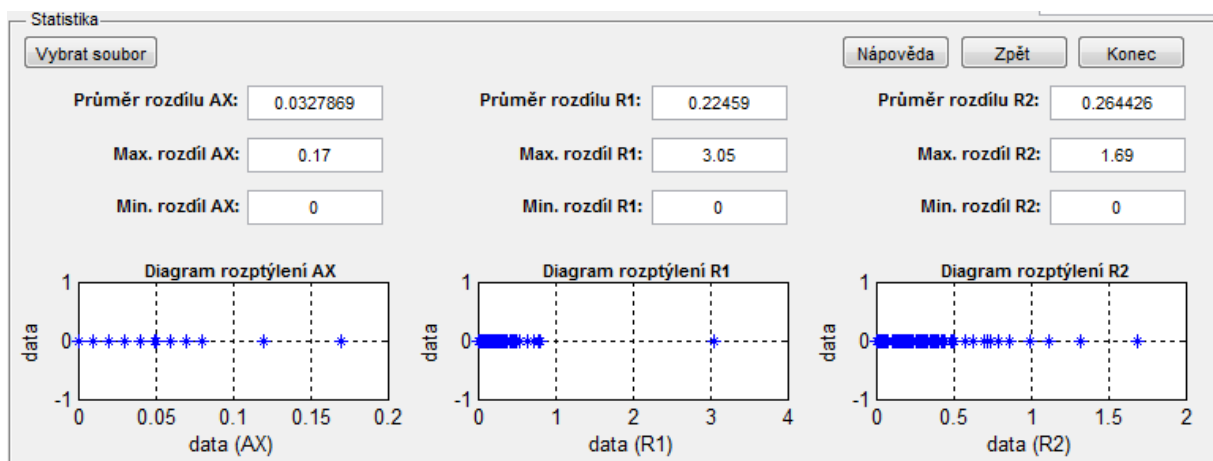 Statistika
Vybrat soubor Nápověda Zpět Konec
Průměr rozdílu AX: 0.0327869 Průměr rozdílu R1: 0.22459 Průměr rozdílu R2: 0.264426
Max. rozdíl AX: 0.17 Max. rozdíl R1: 3.05 Max. rozdíl R2: 1.69
Min. rozdíl AX: 0 Min. rozdíl R1: 0 Min. rozdíl R2: 0
Diagram rozptýlení AX
1
0
-1
data
0 0.05 0.1 0.15 0.2
data (AX)
Diagram rozptýlení R1
1
0
-1
data
0 1 2 3 4
data (R1)
Diagram rozptýlení R2
1
0
-1
data
0 0.5 1 1.5 2
data (R2)